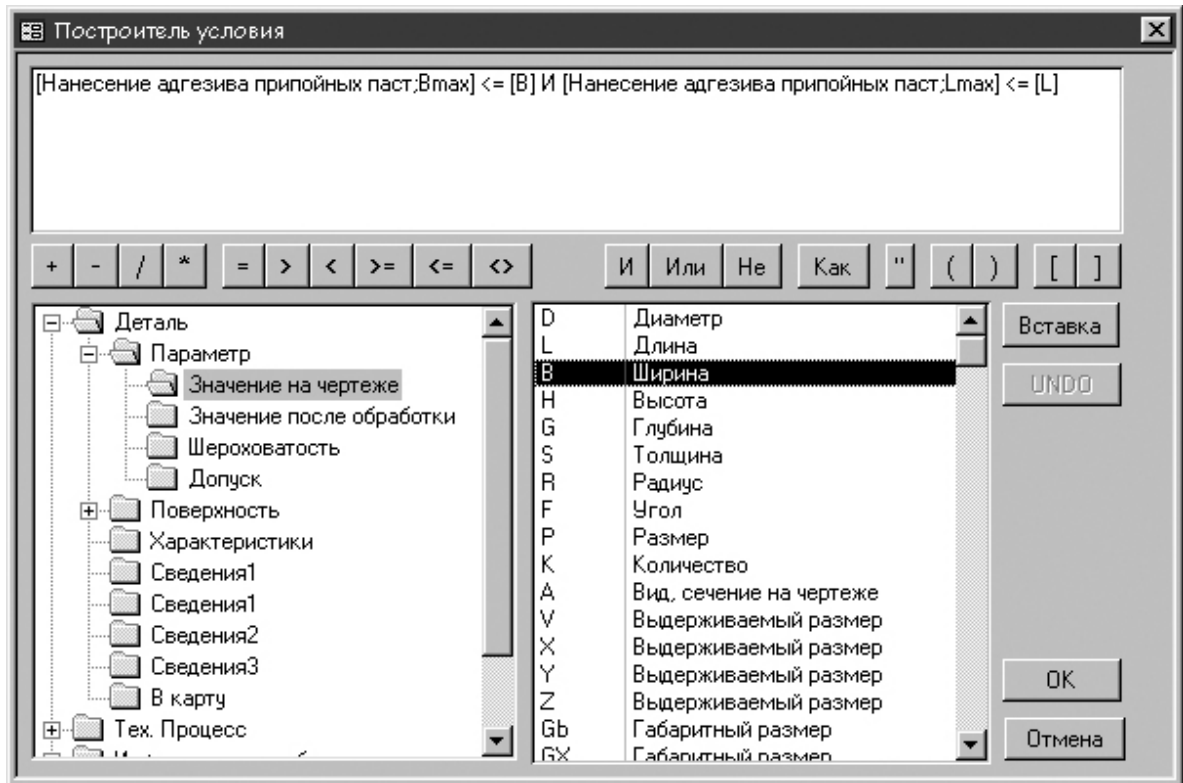 Построитель условия
[Нанесение адгезива припойных паст;Bmax] <= [B] И [Нанесение адгезива припойных паст;Lmax] <= [L]
+ - / * = > < >= <= <> И Или Не Как " ( ) [ ]
Деталь
Параметр
Значение на чертеже
Значение после обработки
Шероховатость
Допуск
Поверхность
Характеристики
Сведения1
Сведения1
Сведения2
Сведения3
В карту
Тех. Процесс
D Диаметр
L Длина
B Ширина
H Высота
G Глубина
S Толщина
R Радиус
F Угол
P Размер
K Количество
A Вид, сечение на чертеже
V Выдерживаемый размер
X Выдерживаемый размер
Y Выдерживаемый размер
Z Выдерживаемый размер
Gb Габаритный размер
GX Габаритный размер
Вставка
UNDO
OK
Отмена